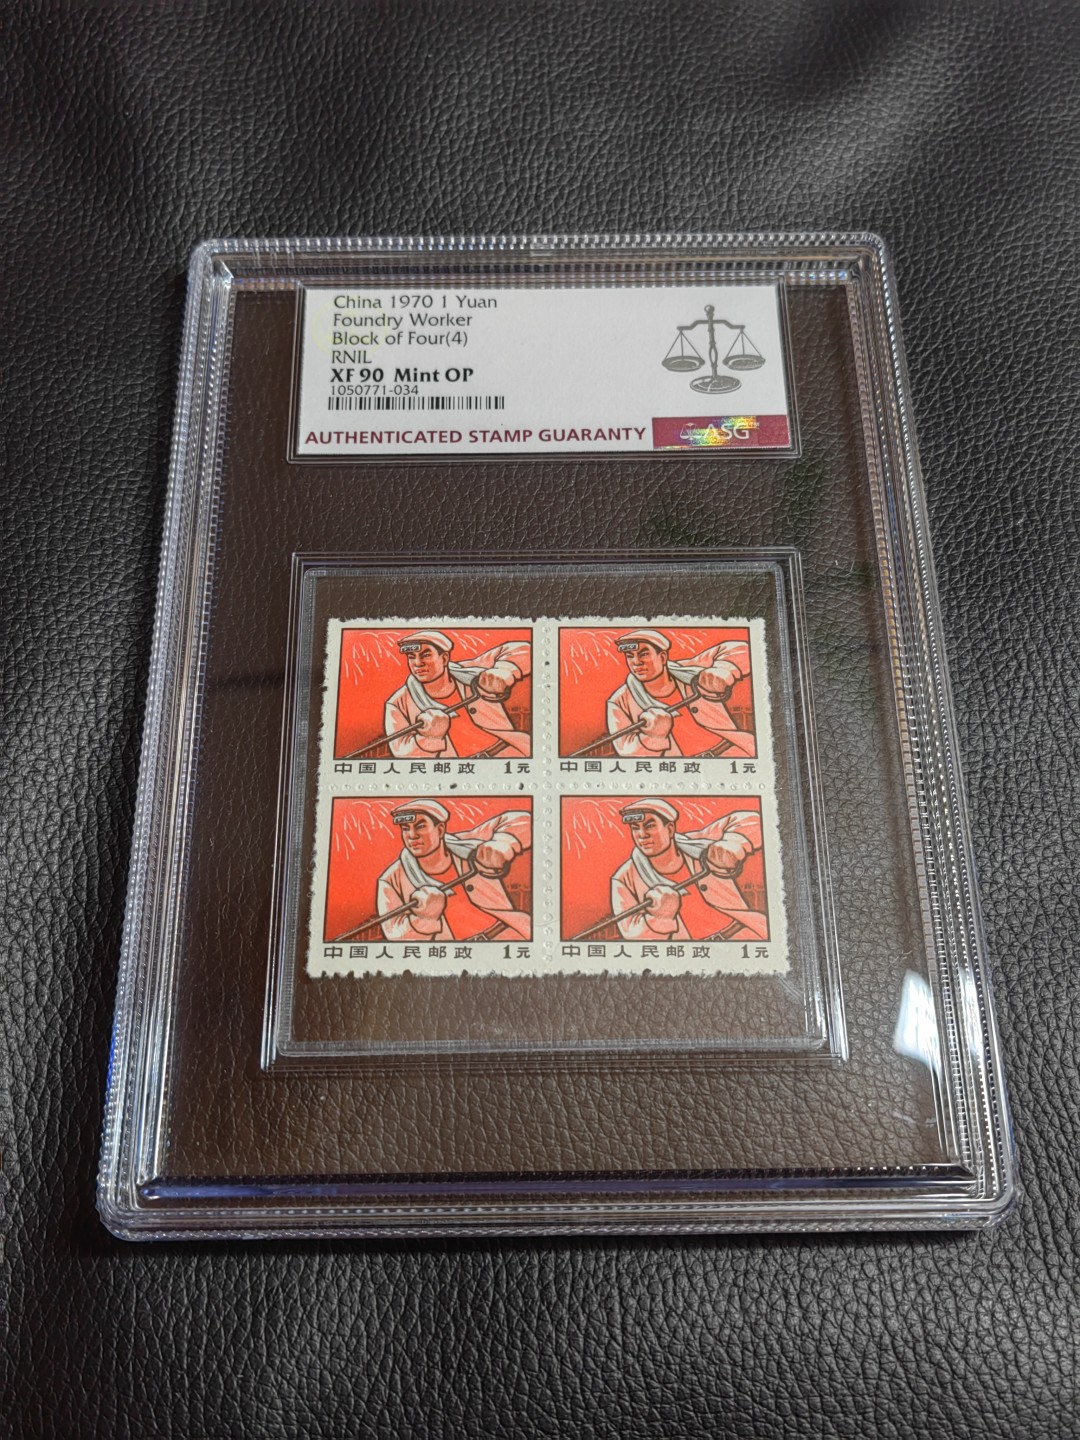 China 1970 1 Yuan
Foundry Worker
Block of Four(4)
RNIL
XF 90 Mint OP
1050771-034
AUTHENTICATED STAMP GUARANTY ASG
中国人民邮政 1元 中国人民邮政 1元
中国人民邮政 1元 中国人民邮政 1元